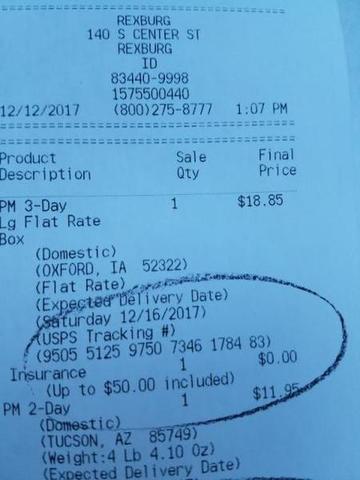 REXBURG
140 S CENTER ST
REXBURG
ID
83440-9998
1575500440
12/12/2017 (800)275-8777 1:07 PM
Product Sale Final
Description Qty Price
PM 3-Day 1 $18.85
Lg Flat Rate
Box
(Domestic)
(OXFORD, IA 52322)
(Flat Rate)
(Expected Delivery Date)
(Saturday 12/16/2017)
(USPS Tracking #)
(9505 5125 9750 7346 1784 83)
Insurance 1 $0.00
(Up to $50.00 included)
PM 2-Day 1 $11.95
(Domestic)
(TUCSON, AZ 85749)
(Weight:4 Lb 4.10 Oz)
(Expected Delivery Date)